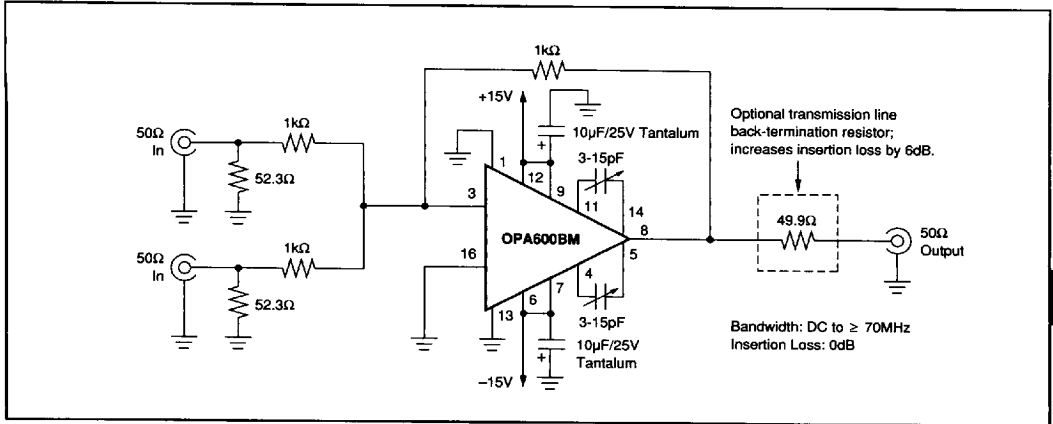 1kΩ
+15V
Optional transmission line
back-termination resistor;
increases insertion loss by 6dB.
50Ω
In
1kΩ
10µF/25V Tantalum
+
52.3Ω
1
3-15pF
12
9
11
3
14
49.9Ω
8
OPA600BM
50Ω
Output
50Ω
In
1kΩ
16
5
4
7
6
52.3Ω
13
3-15pF
Bandwidth: DC to ≥ 70MHz
10µF/25V
Tantalum
Insertion Loss: 0dB
+
–15V